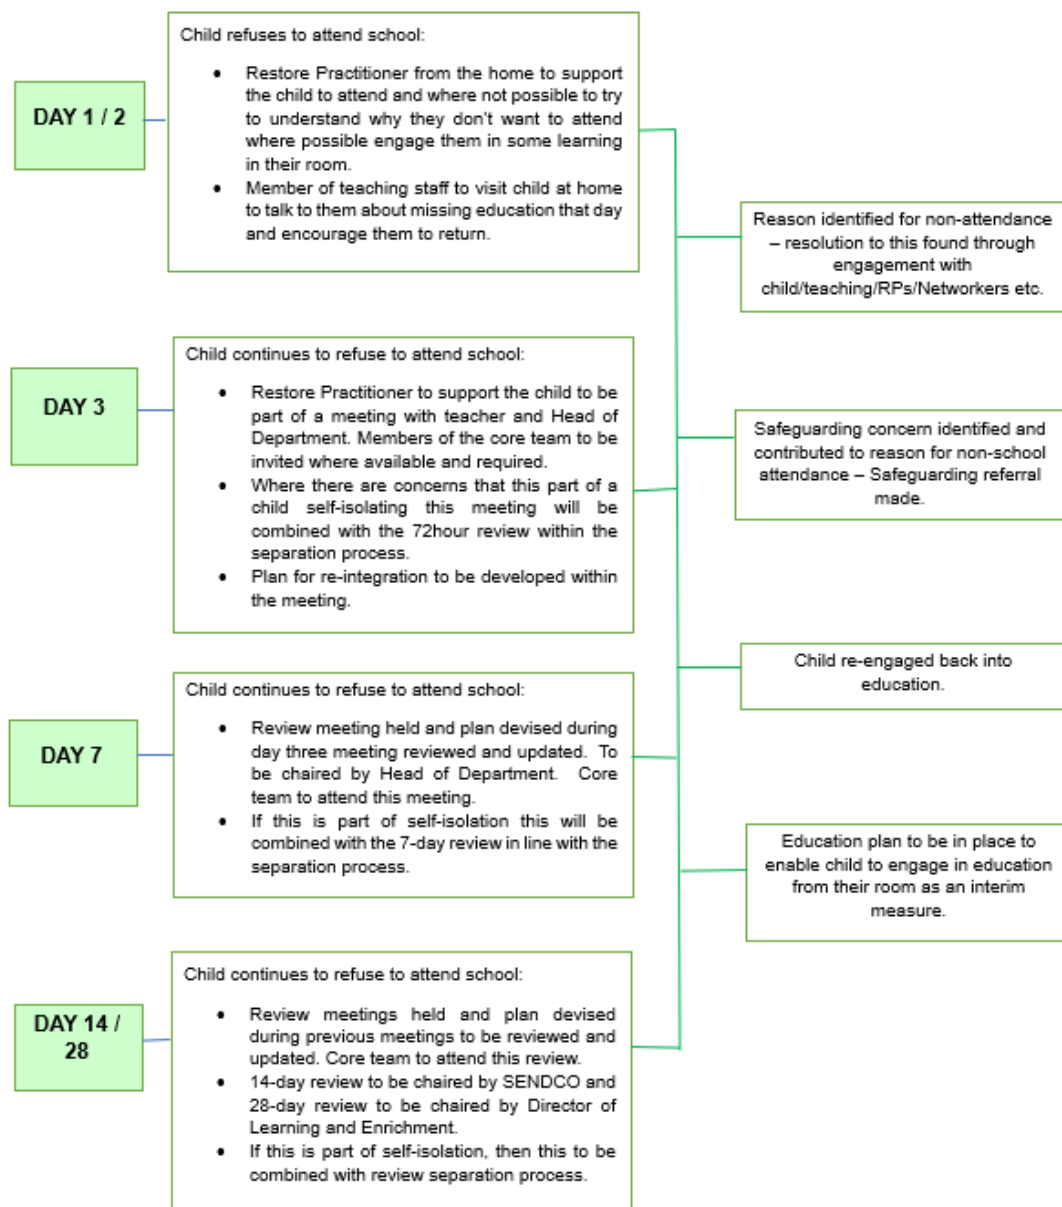 DAY 1 / 2
Child refuses to attend school:
• Restore Practitioner from the home to support
the child to attend and where not possible to try
to understand why they don't want to attend
where possible engage them in some learning
in their room.
• Member of teaching staff to visit child at home
to talk to them about missing education that day
and encourage them to return.
DAY 3
Child continues to refuse to attend school:
• Restore Practitioner to support the child to be
part of a meeting with teacher and Head of
Department. Members of the core team to be
invited where available and required.
• Where there are concerns that this part of a
child self-isolating this meeting will be
combined with the 72hour review within the
separation process.
• Plan for re-integration to be developed within
the meeting.
DAY 7
Child continues to refuse to attend school:
• Review meeting held and plan devised during
day three meeting reviewed and updated. To
be chaired by Head of Department. Core
team to attend this meeting.
• If this is part of self-isolation this will be
combined with the 7-day review in line with the
separation process.
DAY 14 /
28
Child continues to refuse to attend school:
• Review meetings held and plan devised
during previous meetings to be reviewed and
updated. Core team to attend this review.
• 14-day review to be chaired by SENDCO and
28-day review to be chaired by Director of
Learning and Enrichment.
• If this is part of self-isolation, then this to be
combined with review separation process.
Reason identified for non-attendance
– resolution to this found through
engagement with
child/teaching/RPs/Networkers etc.
Safeguarding concern identified and
contributed to reason for non-school
attendance – Safeguarding referral
made.
Child re-engaged back into
education.
Education plan to be in place to
enable child to engage in education
from their room as an interim
measure.